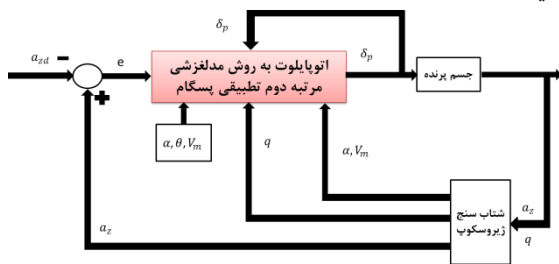 δp
azd
e
اتوپایلوت به روش مدلغزشی
مرتبه دوم تطبیقی پسگام
δp
جسم پرنده
α, θ, Vm
q
α, Vm
شتاب سنج
ژیروسکوپ
az
q
az